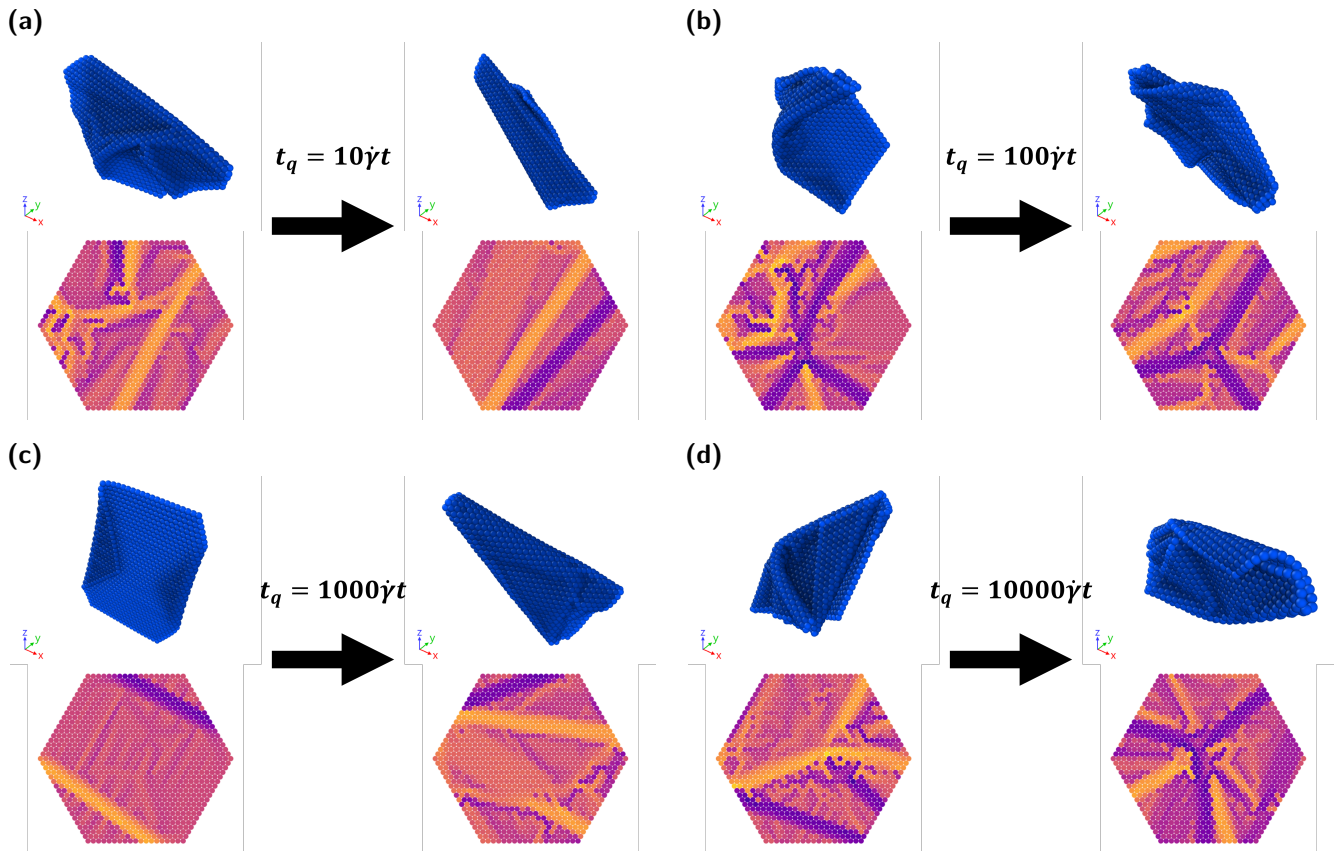 (a)
(b)
t_q = 10γ̇t
t_q = 100γ̇t
z
y
x
z
y
x
z
y
x
z
y
x
(c)
(d)
t_q = 1000γ̇t
t_q = 10000γ̇t
z
y
x
z
y
x
z
y
x
z
y
x